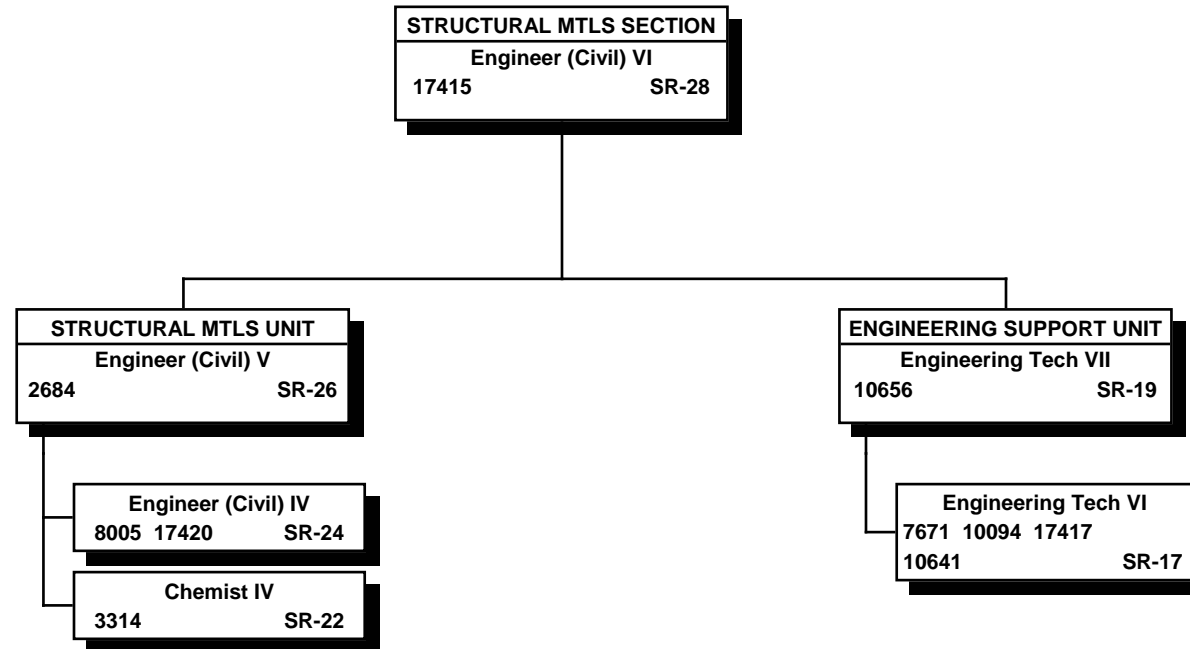 STRUCTURAL MTLS SECTION
Engineer (Civil) VI
17415 SR-28
STRUCTURAL MTLS UNIT
Engineer (Civil) V
2684 SR-26
Engineer (Civil) IV
8005 17420 SR-24
Chemist IV
3314 SR-22
ENGINEERING SUPPORT UNIT
Engineering Tech VII
10656 SR-19
Engineering Tech VI
7671 10094 17417
10641 SR-17